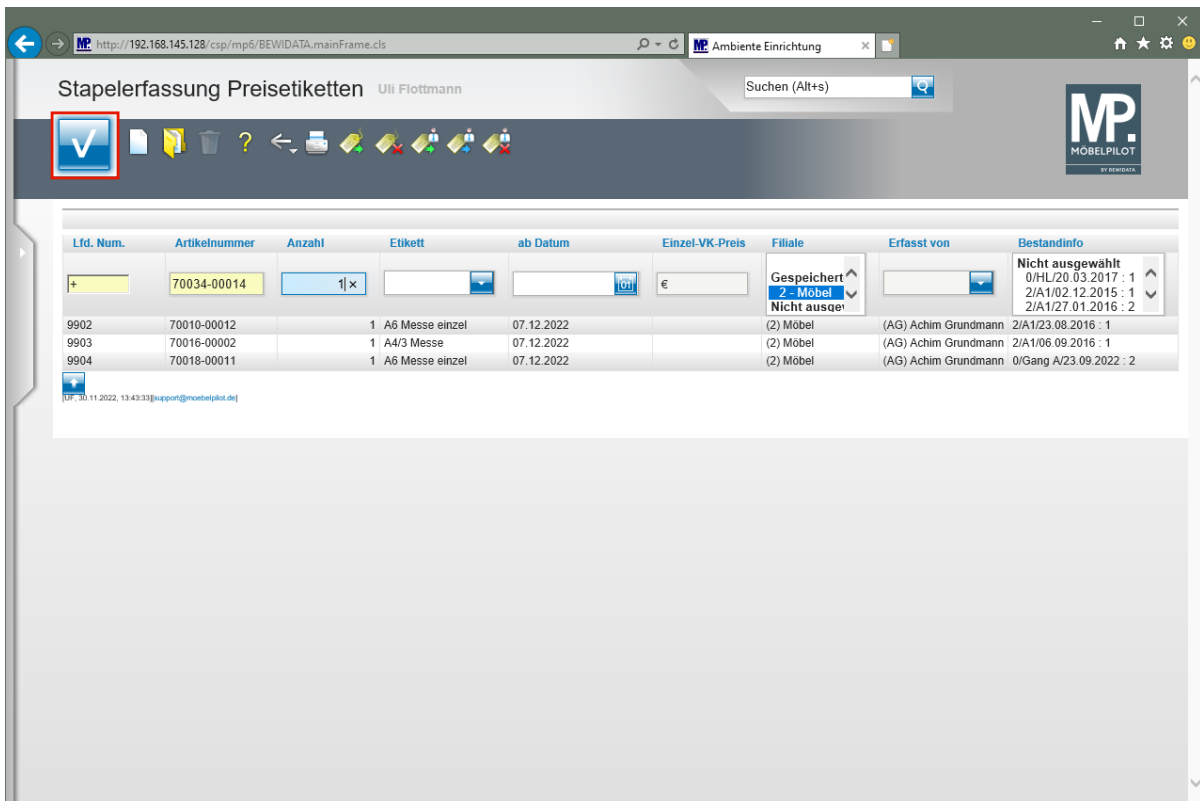 http://192.168.145.128/csp/mp6/BEWIDATA.mainFrame.cls
MP Ambiente Einrichtung
Stapelerfassung Preisetiketten Uli Flottmann
Suchen (Alt+s)
MP.
MÖBELPILOT
BY BEWIDATA
Lfd. Num. Artikelnummer Anzahl Etikett ab Datum Einzel-VK-Preis Filiale Erfasst von Bestandinfo
+ 70034-00014 1 01 €
Gespeichert
2 - Möbel
Nicht ausgew
Nicht ausgewählt
0/HL/20.03.2017 : 1
2/A1/02.12.2015 : 1
2/A1/27.01.2016 : 2
9902 70010-00012 1 A6 Messe einzel 07.12.2022 (2) Möbel (AG) Achim Grundmann 2/A1/23.08.2016 : 1
9903 70016-00002 1 A4/3 Messe 07.12.2022 (2) Möbel (AG) Achim Grundmann 2/A1/06.09.2016 : 1
9904 70018-00011 1 A6 Messe einzel 07.12.2022 (2) Möbel (AG) Achim Grundmann 0/Gang A/23.09.2022 : 2
[UF, 30.11.2022, 13:43:33][support@moebelpilot.de]